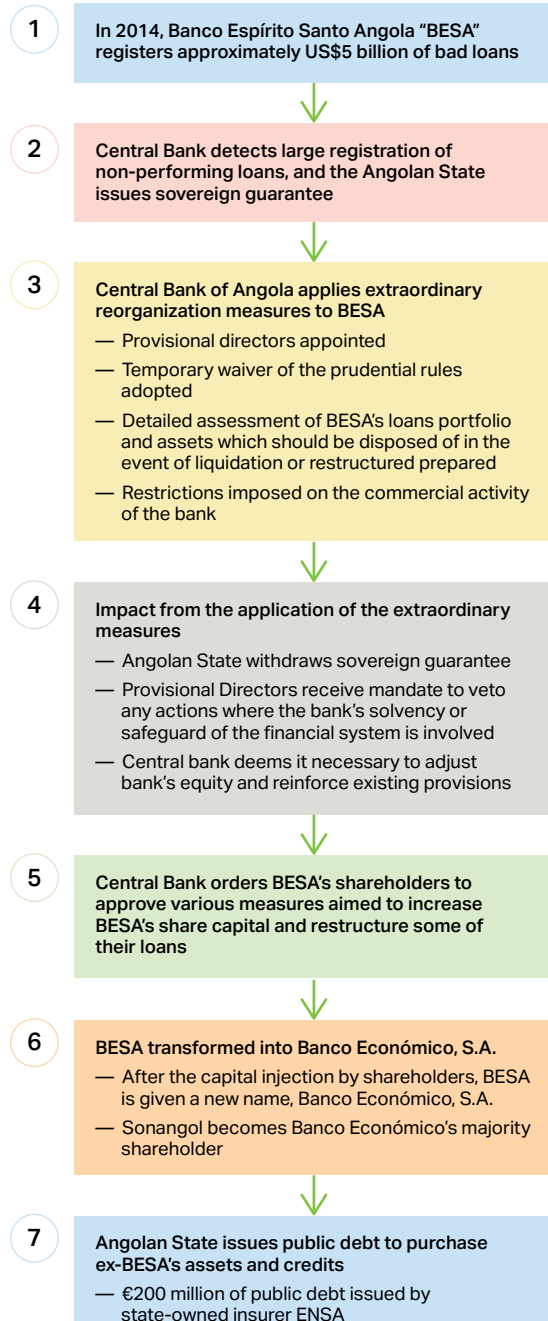 1
In 2014, Banco Espírito Santo Angola “BESA”
registers approximately US$5 billion of bad loans
2
Central Bank detects large registration of
non-performing loans, and the Angolan State
issues sovereign guarantee
3
Central Bank of Angola applies extraordinary
reorganization measures to BESA
— Provisional directors appointed
— Temporary waiver of the prudential rules
adopted
— Detailed assessment of BESA’s loans portfolio
and assets which should be disposed of in the
event of liquidation or restructured prepared
— Restrictions imposed on the commercial activity
of the bank
4
Impact from the application of the extraordinary
measures
— Angolan State withdraws sovereign guarantee
— Provisional Directors receive mandate to veto
any actions where the bank’s solvency or
safeguard of the financial system is involved
— Central bank deems it necessary to adjust
bank’s equity and reinforce existing provisions
5
Central Bank orders BESA’s shareholders to
approve various measures aimed to increase
BESA’s share capital and restructure some of
their loans
6
BESA transformed into Banco Económico, S.A.
— After the capital injection by shareholders, BESA
is given a new name, Banco Económico, S.A.
— Sonangol becomes Banco Económico’s majority
shareholder
7
Angolan State issues public debt to purchase
ex-BESA’s assets and credits
— €200 million of public debt issued by
state-owned insurer ENSA